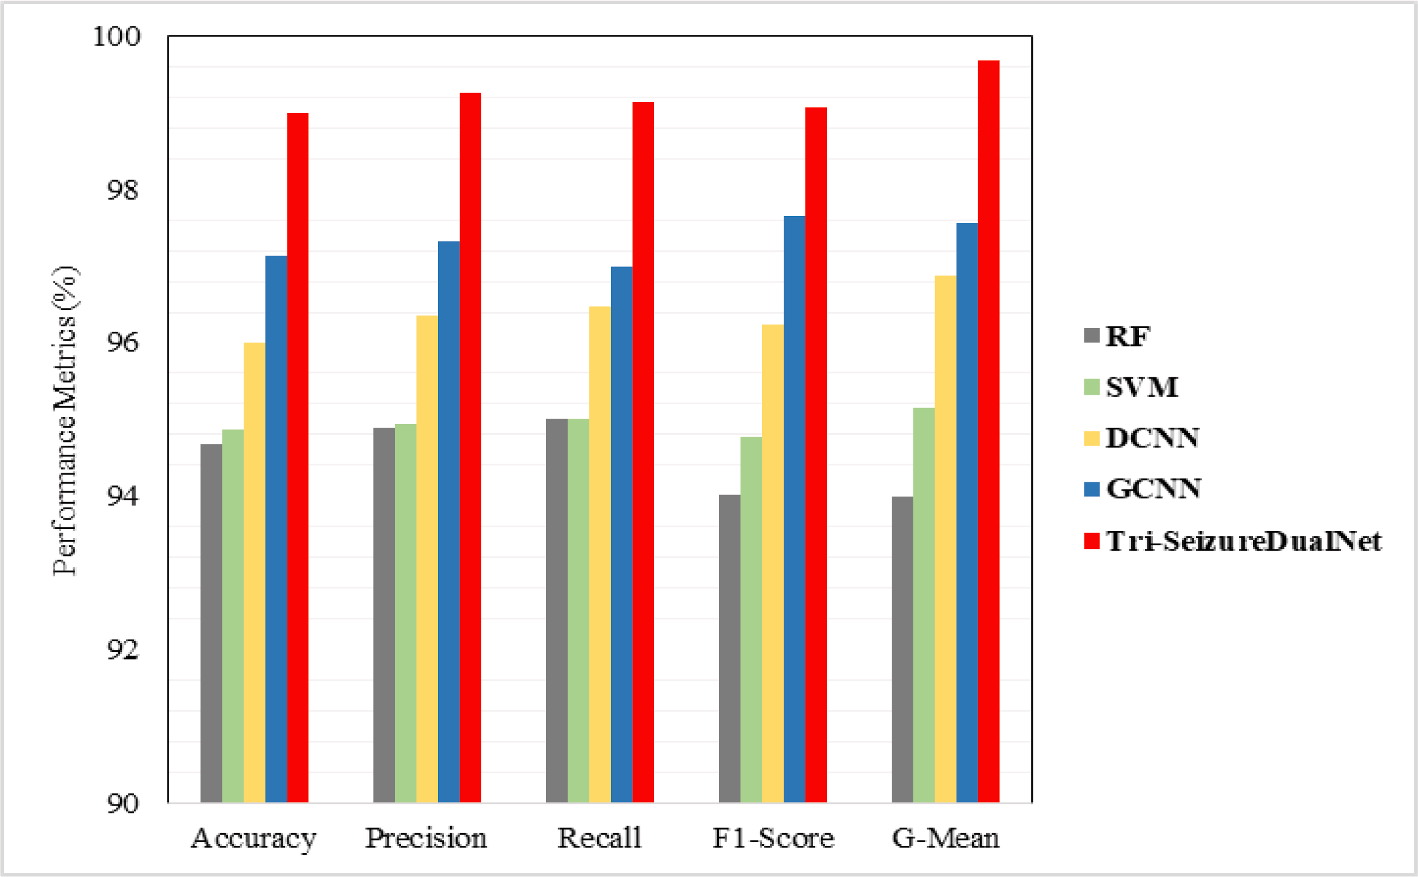 100
98
96
94
92
90
Performance Metrics (%)
Accuracy
Precision
Recall
F1-Score
G-Mean
RF
SVM
DCNN
GCNN
Tri-SeizureDualNet